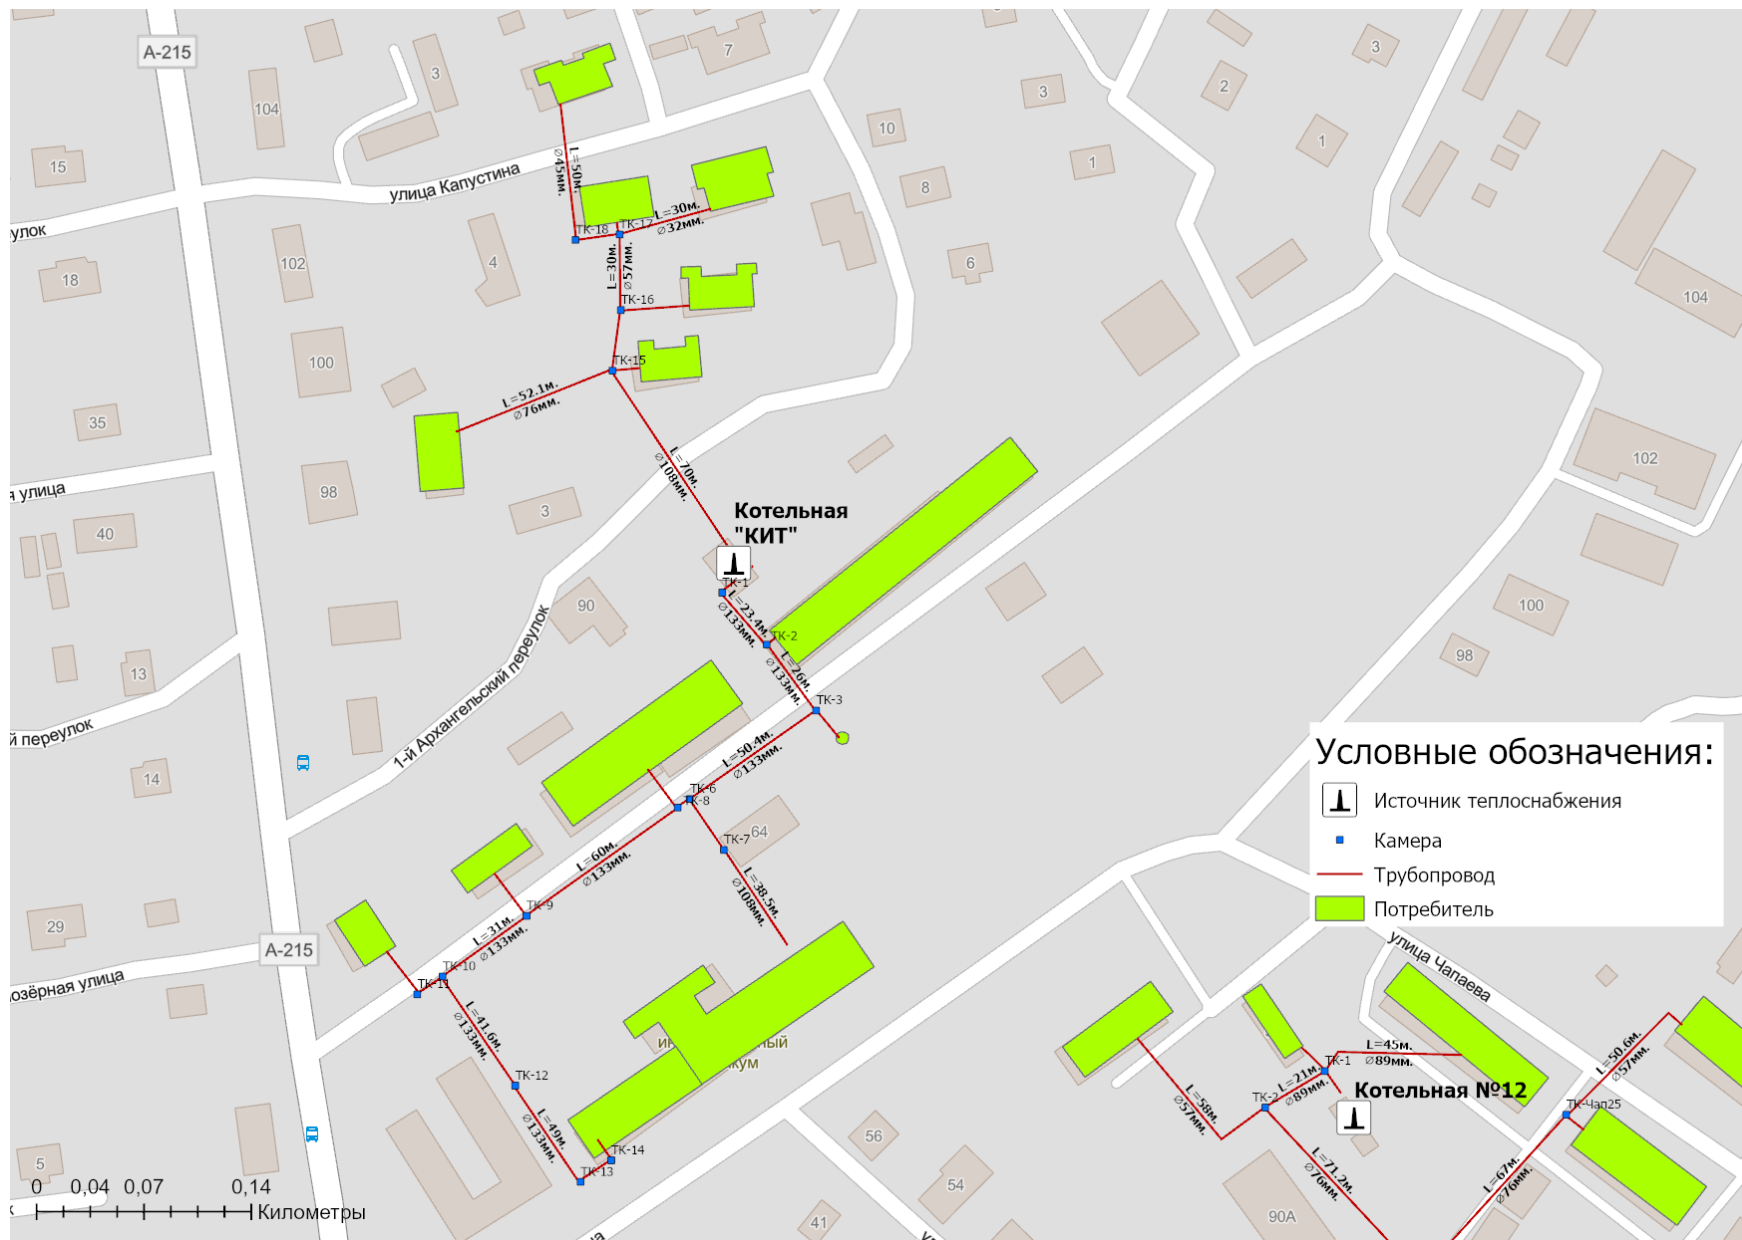 А-215
7
3
3
104
2
3
10
1
15
3
1
8
улица Капустина
L=50м.
⌀45мм.
L=30м.
⌀32мм.
ТК-18
ТК-17
улок
102
4
18
6
104
L=30м.
⌀57мм.
ТК-16
100
ТК-15
L=52.1м.
⌀76мм.
35
102
L=70м.
⌀108мм.
98
я улица
3
40
Котельная
"КИТ"
ТК-1
90
100
L=23.4м.
⌀133мм.
ТК-2
98
13
L=26м.
⌀133мм.
ТК-3
1-й Архангельский переулок
й переулок
14
L=50.4м.
⌀133мм.
ТК-6
ТК-8
64
ТК-7
L=60м.
⌀133мм.
L=38.5м.
⌀108мм.
Условные обозначения:
Источник теплоснабжения
Камера
Трубопровод
Потребитель
29
ТК-9
L=31м.
⌀133мм.
А-215
ТК-10
ТК-11
озёрная улица
улица Чапаева
L=41.6м.
⌀133мм.
ин
ный
кум
L=45м.
⌀89мм.
ТК-1
L=50.6м.
⌀57мм.
L=21м.
⌀89мм.
Котельная №12
ТК-2
L=58м.
⌀57мм.
ТК-Чап25
ТК-12
L=49м.
⌀133мм.
56
ТК-14
ТК-13
5
54
L=71.2м.
⌀76мм.
L=67м.
⌀76мм.
0 0,04 0,07 0,14
Километры
к
41
90А